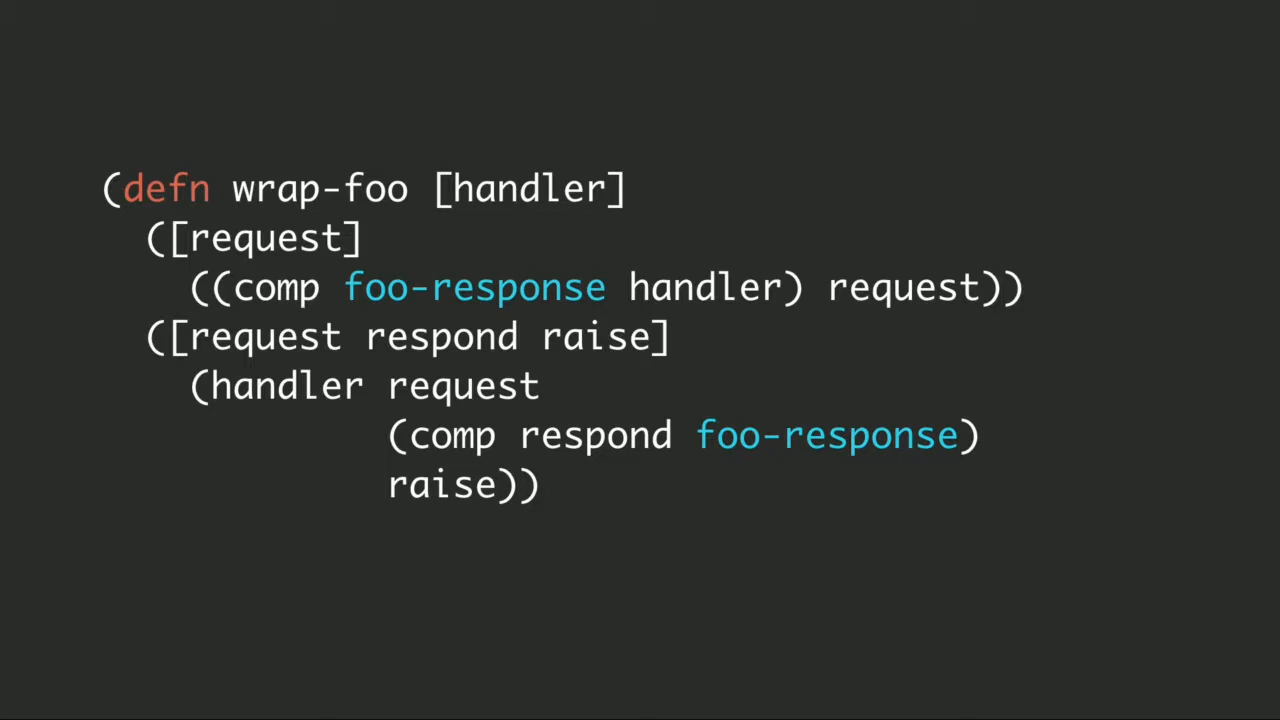 (defn wrap-foo [handler]
  ([request]
    ((comp foo-response handler) request))
  ([request respond raise]
    (handler request
             (comp respond foo-response)
             raise))